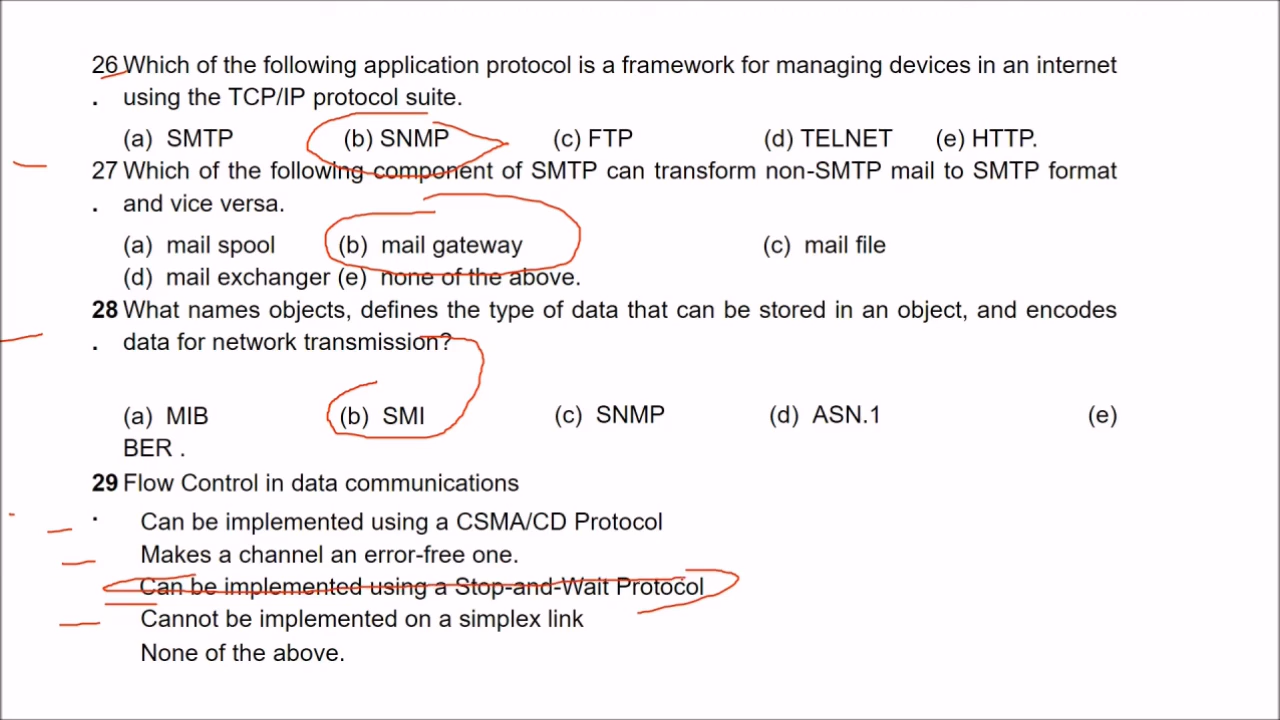 26 Which of the following application protocol is a framework for managing devices in an internet
. using the TCP/IP protocol suite.
(a) SMTP (b) SNMP (c) FTP (d) TELNET (e) HTTP.
27 Which of the following component of SMTP can transform non-SMTP mail to SMTP format
. and vice versa.
(a) mail spool (b) mail gateway (c) mail file
(d) mail exchanger (e) none of the above.
28 What names objects, defines the type of data that can be stored in an object, and encodes
. data for network transmission?
(a) MIB (b) SMI (c) SNMP (d) ASN.1 (e)
BER .
29 Flow Control in data communications
. Can be implemented using a CSMA/CD Protocol
Makes a channel an error-free one.
Can be implemented using a Stop-and-Wait Protocol
Cannot be implemented on a simplex link
None of the above.